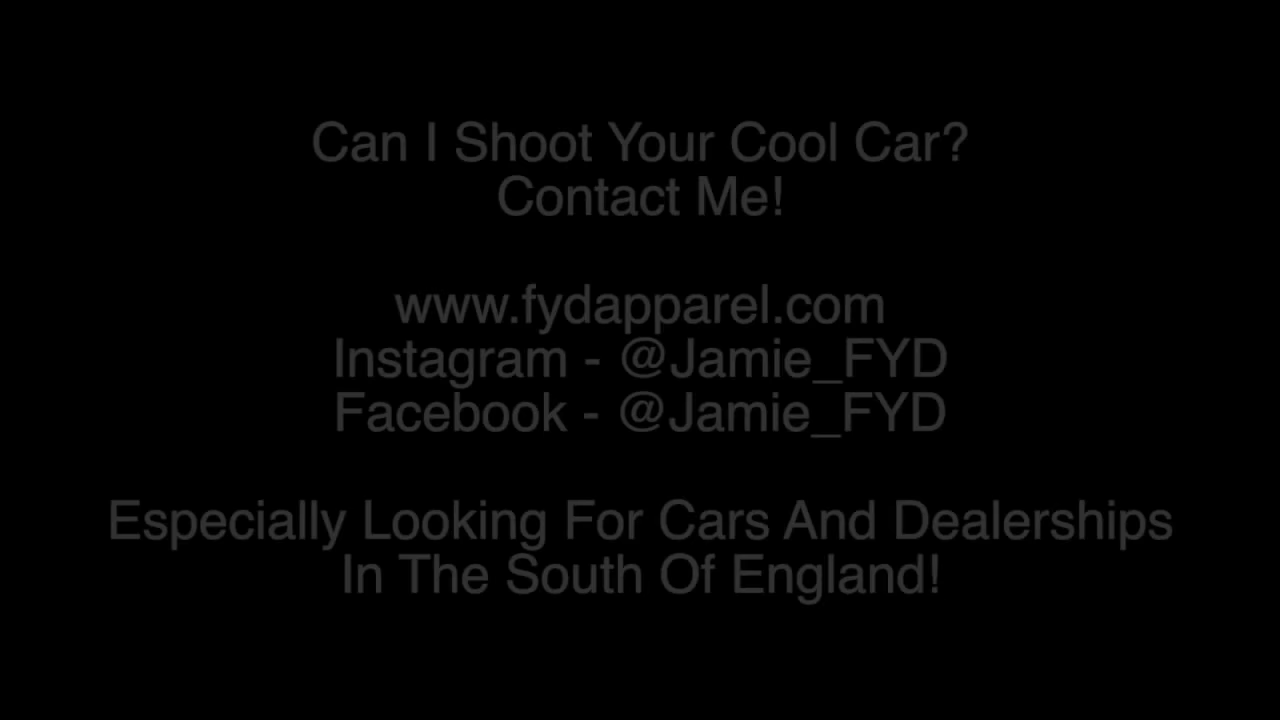 Can I Shoot Your Cool Car?
Contact Me!
www.fydapparel.com
Instagram - @Jamie_FYD
Facebook - @Jamie_FYD
Especially Looking For Cars And Dealerships
In The South Of England!